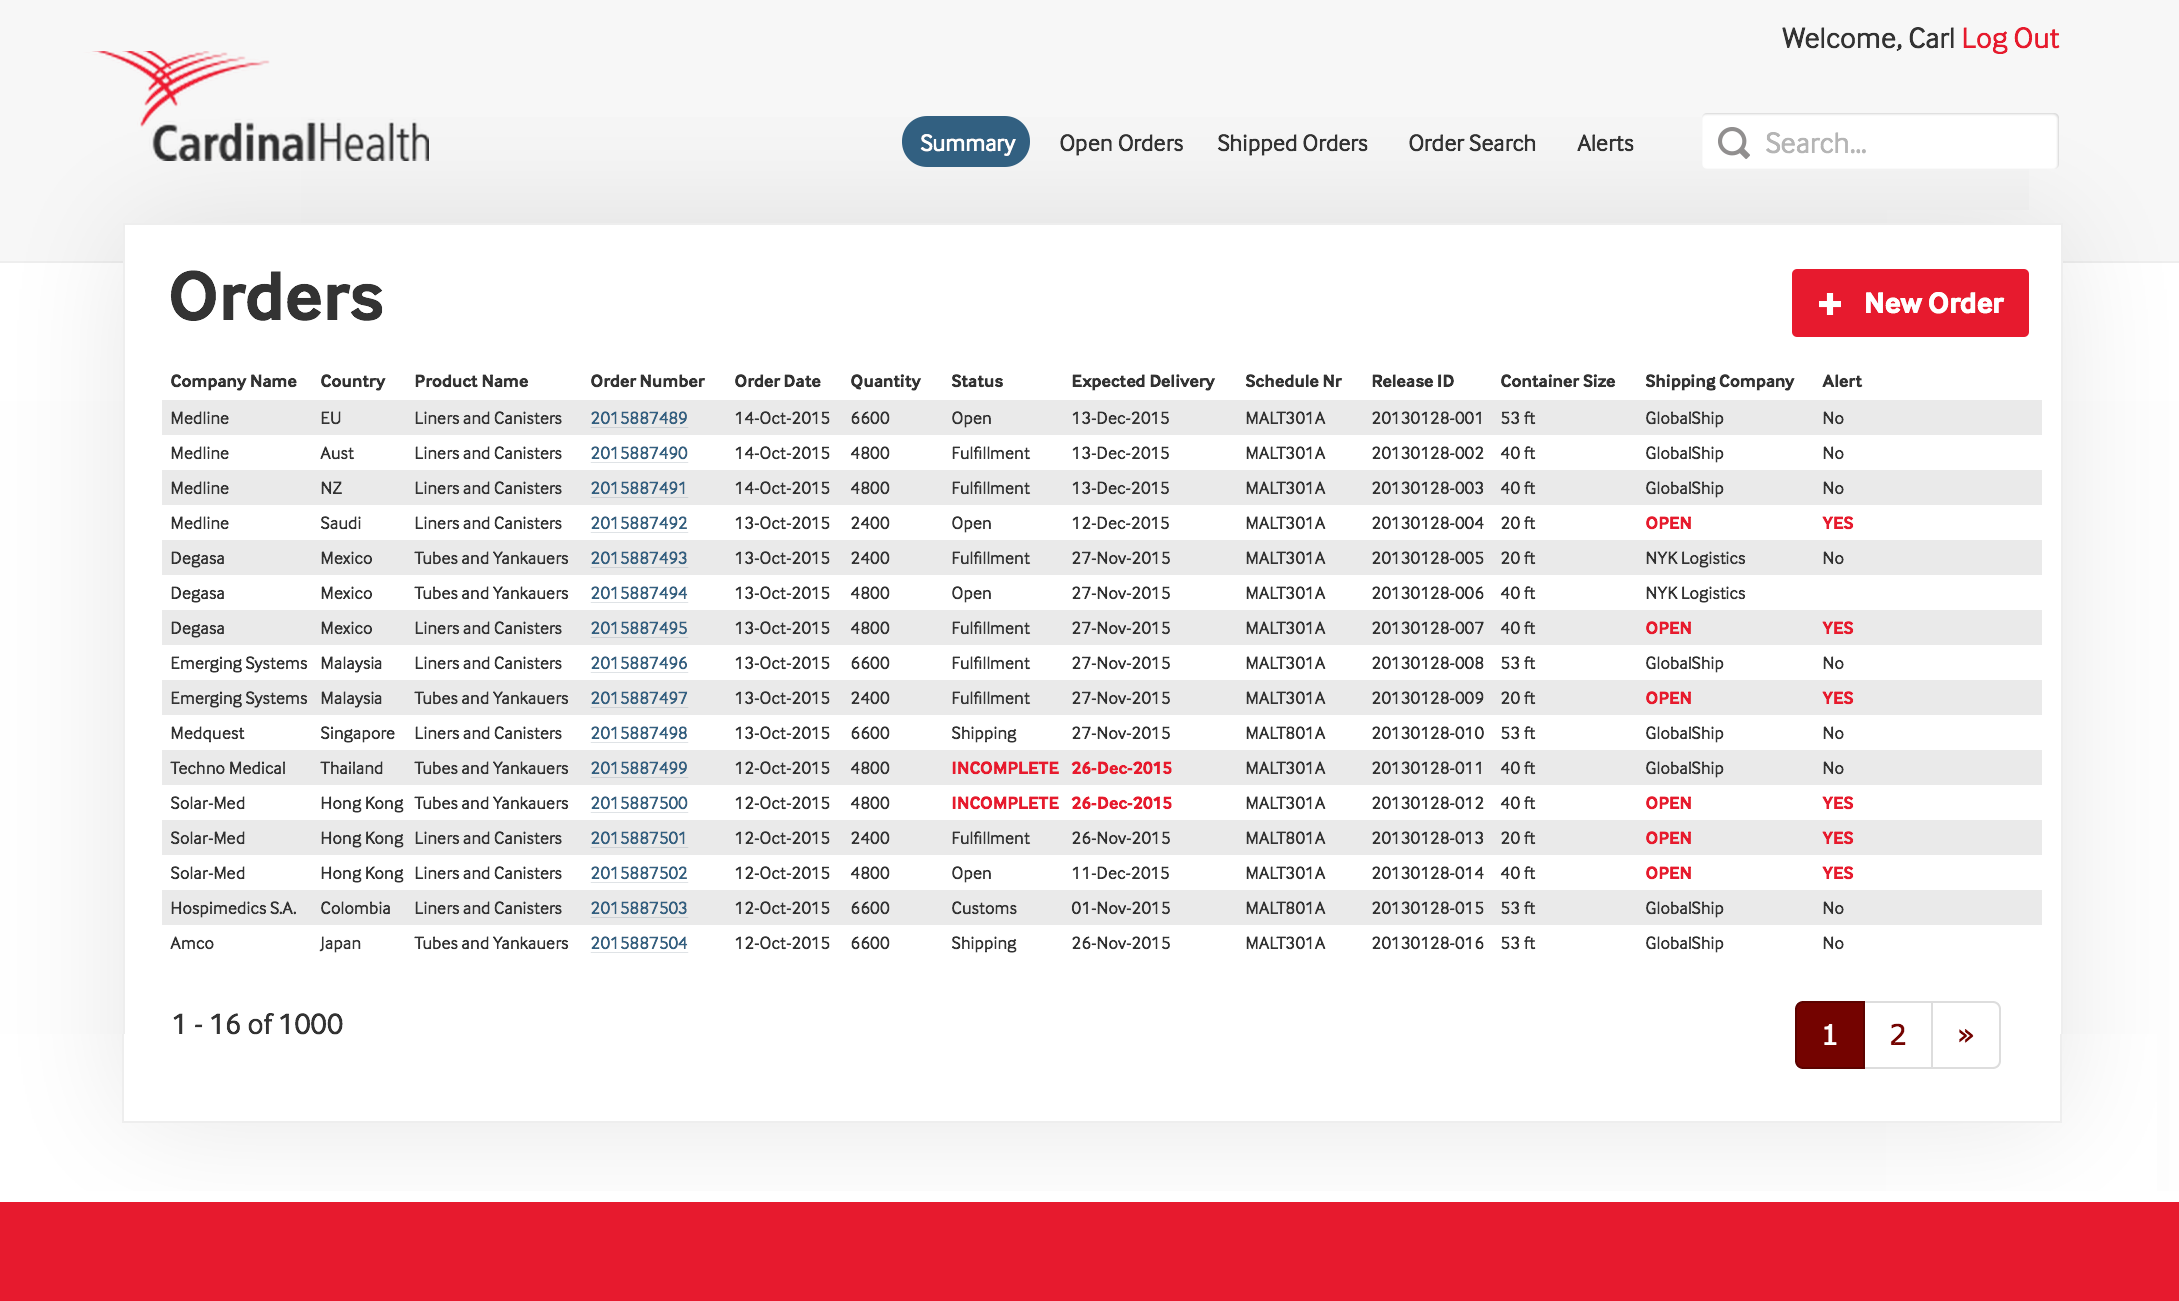 Welcome, Carl Log Out
CardinalHealth
Summary Open Orders Shipped Orders Order Search Alerts Search...
Orders
+ New Order
Company Name Country Product Name Order Number Order Date Quantity Status Expected Delivery Schedule Nr Release ID Container Size Shipping Company Alert
Medline EU Liners and Canisters 2015887489 14-Oct-2015 6600 Open 13-Dec-2015 MALT301A 20130128-001 53 ft GlobalShip No
Medline Aust Liners and Canisters 2015887490 14-Oct-2015 4800 Fulfillment 13-Dec-2015 MALT301A 20130128-002 40 ft GlobalShip No
Medline NZ Liners and Canisters 2015887491 14-Oct-2015 4800 Fulfillment 13-Dec-2015 MALT301A 20130128-003 40 ft GlobalShip No
Medline Saudi Liners and Canisters 2015887492 13-Oct-2015 2400 Open 12-Dec-2015 MALT301A 20130128-004 20 ft OPEN YES
Degasa Mexico Tubes and Yankauers 2015887493 13-Oct-2015 2400 Fulfillment 27-Nov-2015 MALT301A 20130128-005 20 ft NYK Logistics No
Degasa Mexico Tubes and Yankauers 2015887494 13-Oct-2015 4800 Open 27-Nov-2015 MALT301A 20130128-006 40 ft NYK Logistics
Degasa Mexico Liners and Canisters 2015887495 13-Oct-2015 4800 Fulfillment 27-Nov-2015 MALT301A 20130128-007 40 ft OPEN YES
Emerging Systems Malaysia Liners and Canisters 2015887496 13-Oct-2015 6600 Fulfillment 27-Nov-2015 MALT301A 20130128-008 53 ft GlobalShip No
Emerging Systems Malaysia Tubes and Yankauers 2015887497 13-Oct-2015 2400 Fulfillment 27-Nov-2015 MALT301A 20130128-009 20 ft OPEN YES
Medquest Singapore Liners and Canisters 2015887498 13-Oct-2015 6600 Shipping 27-Nov-2015 MALT801A 20130128-010 53 ft GlobalShip No
Techno Medical Thailand Tubes and Yankauers 2015887499 12-Oct-2015 4800 INCOMPLETE 26-Dec-2015 MALT301A 20130128-011 40 ft GlobalShip No
Solar-Med Hong Kong Tubes and Yankauers 2015887500 12-Oct-2015 4800 INCOMPLETE 26-Dec-2015 MALT301A 20130128-012 40 ft OPEN YES
Solar-Med Hong Kong Liners and Canisters 2015887501 12-Oct-2015 2400 Fulfillment 26-Nov-2015 MALT801A 20130128-013 20 ft OPEN YES
Solar-Med Hong Kong Liners and Canisters 2015887502 12-Oct-2015 4800 Open 11-Dec-2015 MALT301A 20130128-014 40 ft OPEN YES
Hospimedics S.A. Colombia Liners and Canisters 2015887503 12-Oct-2015 6600 Customs 01-Nov-2015 MALT801A 20130128-015 53 ft GlobalShip No
Amco Japan Tubes and Yankauers 2015887504 12-Oct-2015 6600 Shipping 26-Nov-2015 MALT301A 20130128-016 53 ft GlobalShip No
1 - 16 of 1000
1 2 »